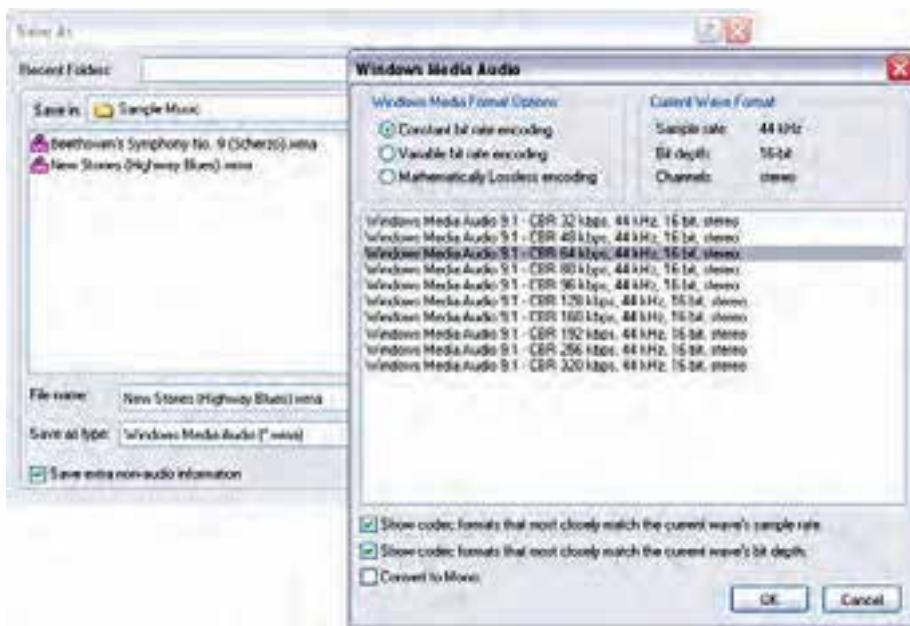 Save As
Recent Folders:
Save in: Sample Music
Beethoven's Symphony No. 9 (Scherzo).wma
New Stories (Highway Blues).wma
File name: New Stories (Highway Blues).wma
Save as type: Windows Media Audio (*.wma)
Save extra non-audio information
Windows Media Audio
Windows Media Format Options
Constant bit rate encoding
Variable bit rate encoding
Mathematically Lossless encoding
Current Wave Format
Sample rate: 44 kHz
Bit depth: 16-bit
Channels: stereo
Windows Media Audio 9.1 - CBR 32 kbps, 44 kHz, 16 bit, stereo
Windows Media Audio 9.1 - CBR 48 kbps, 44 kHz, 16 bit, stereo
Windows Media Audio 9.1 - CBR 64 kbps, 44 kHz, 16 bit, stereo
Windows Media Audio 9.1 - CBR 80 kbps, 44 kHz, 16 bit, stereo
Windows Media Audio 9.1 - CBR 96 kbps, 44 kHz, 16 bit, stereo
Windows Media Audio 9.1 - CBR 128 kbps, 44 kHz, 16 bit, stereo
Windows Media Audio 9.1 - CBR 160 kbps, 44 kHz, 16 bit, stereo
Windows Media Audio 9.1 - CBR 192 kbps, 44 kHz, 16 bit, stereo
Windows Media Audio 9.1 - CBR 256 kbps, 44 kHz, 16 bit, stereo
Windows Media Audio 9.1 - CBR 320 kbps, 44 kHz, 16 bit, stereo
Show codec formats that most closely match the current wave's sample rate
Show codec formats that most closely match the current wave's bit depth
Convert to Mono
OK
Cancel